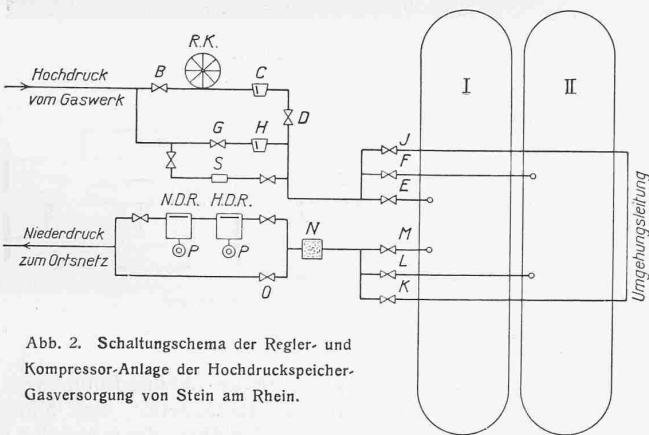 R.K.
Hochdruck
vom Gaswerk
B
C
D
G
H
S
I
II
J
F
E
N.D.R.
H.D.R.
P
P
N
O
Niederdruck
zum Ortsnetz
M
L
K
Umgehungsleitung
Abb. 2. Schaltungschema der Regler- und
Kompressor-Anlage der Hochdruckspeicher-
Gasversorgung von Stein am Rhein.